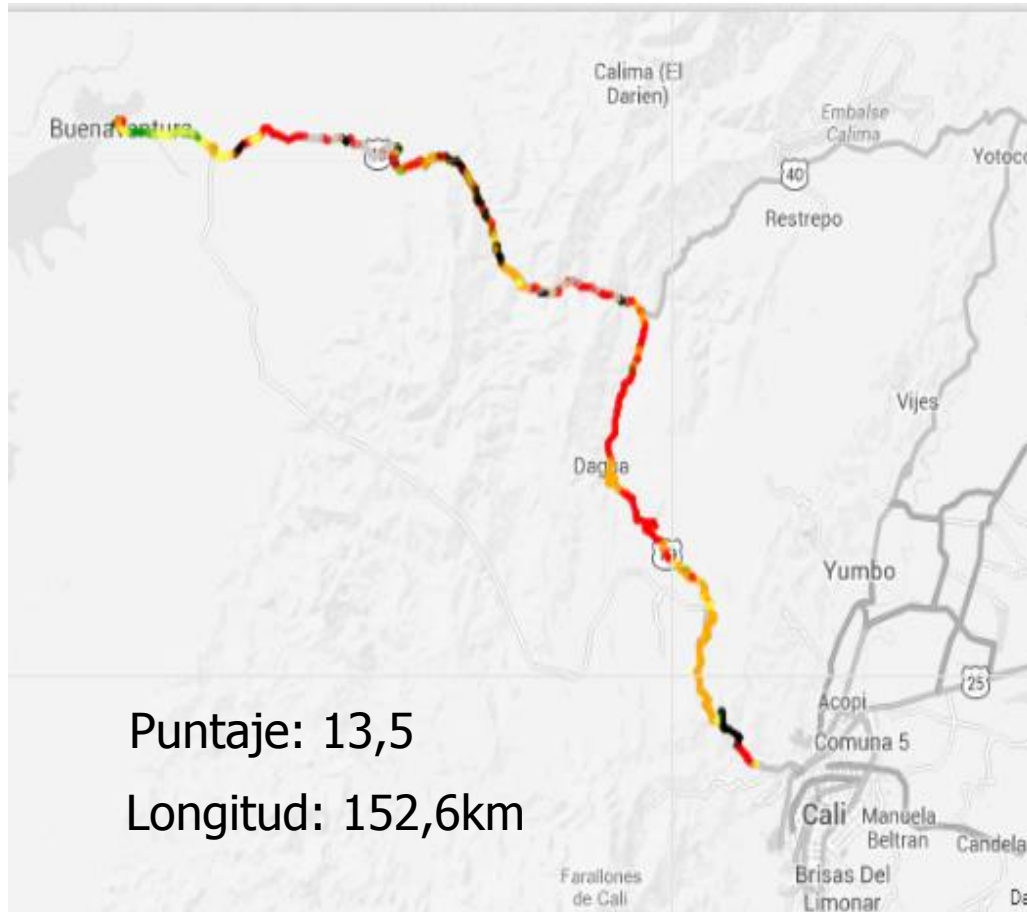 Calima (El
Darien)
Embalse
Calima
Buenaventura
Yotoco
40
Restrepo
Vijes
Dagua
Yumbo
25
Puntaje: 13,5
Acopi
Comuna 5
Longitud: 152,6km
Cali
Manuela
Beltran
Candela
Farallones
de Cali
Brisas Del
Limonar
Da